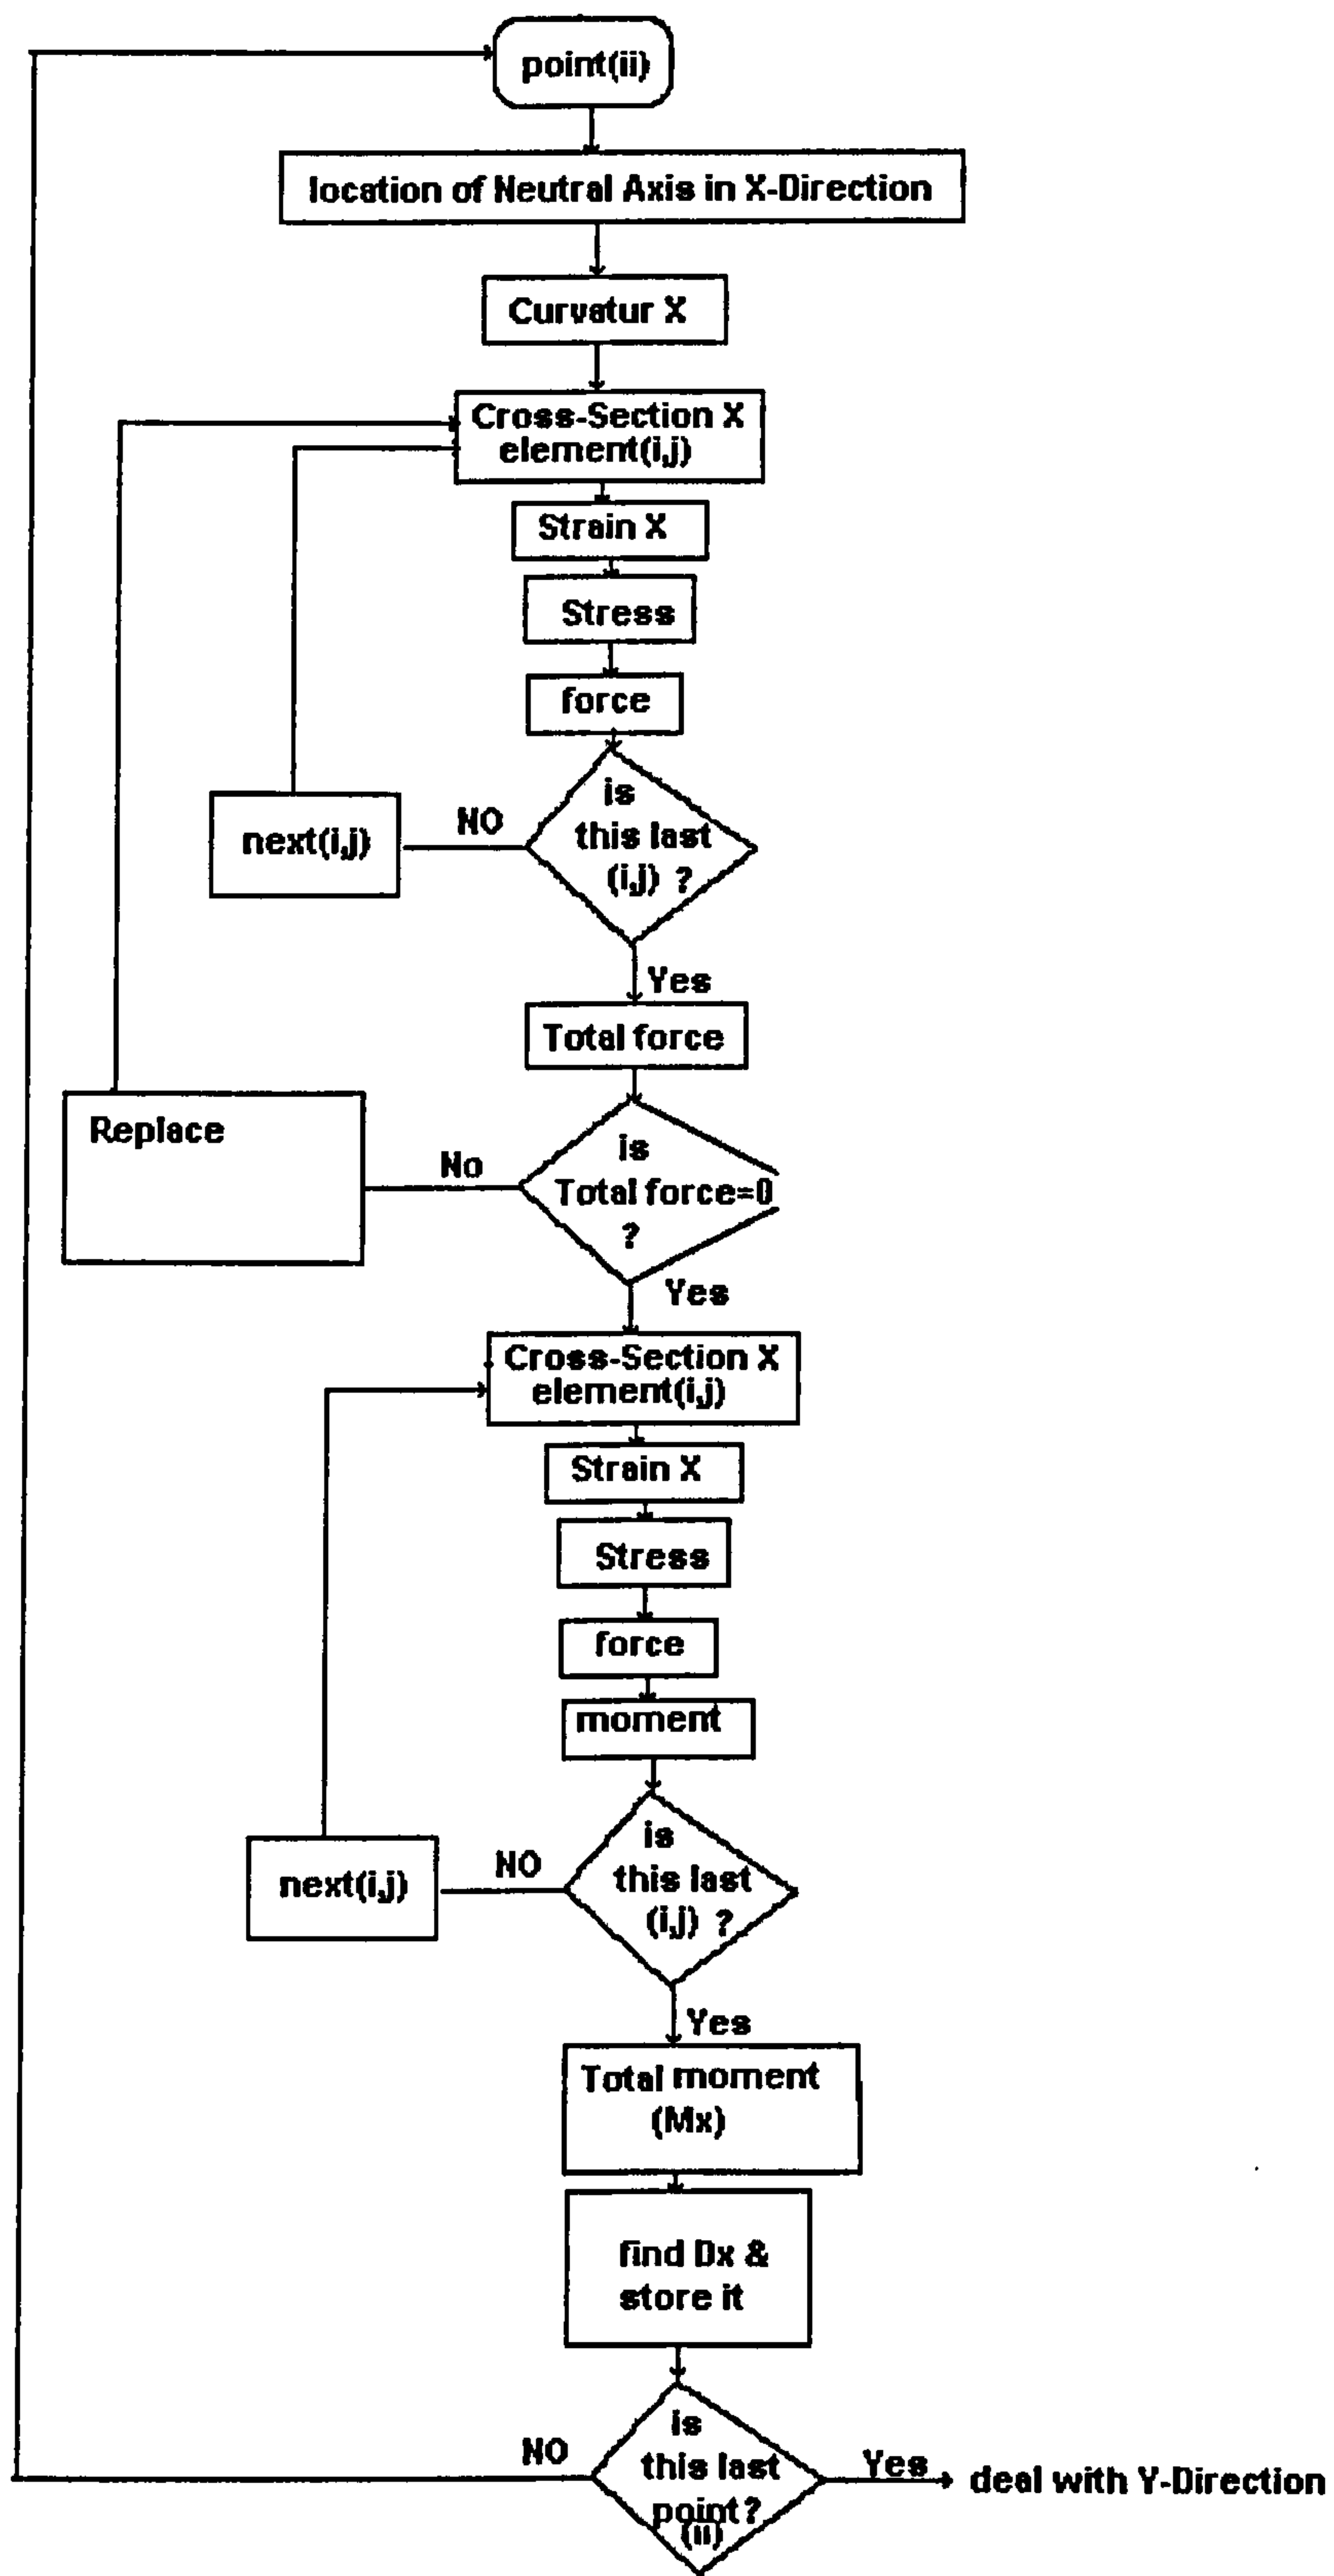 point(ii)
location of Neutral Axis in X-Direction
Curvatur X
Cross-Section X
element(i,j)
Strain X
Stress
force
is
this last
(i,j) ?
NO
next(i,j)
Yes
Total force
is
Total force=0
?
No
Replace
Yes
Cross-Section X
element(i,j)
Strain X
Stress
force
moment
is
this last
(i,j) ?
NO
next(i,j)
Yes
Total moment
(Mx)
find Dx &
store it
is
this last
point?
(ii)
NO
Yes
deal with Y-Direction